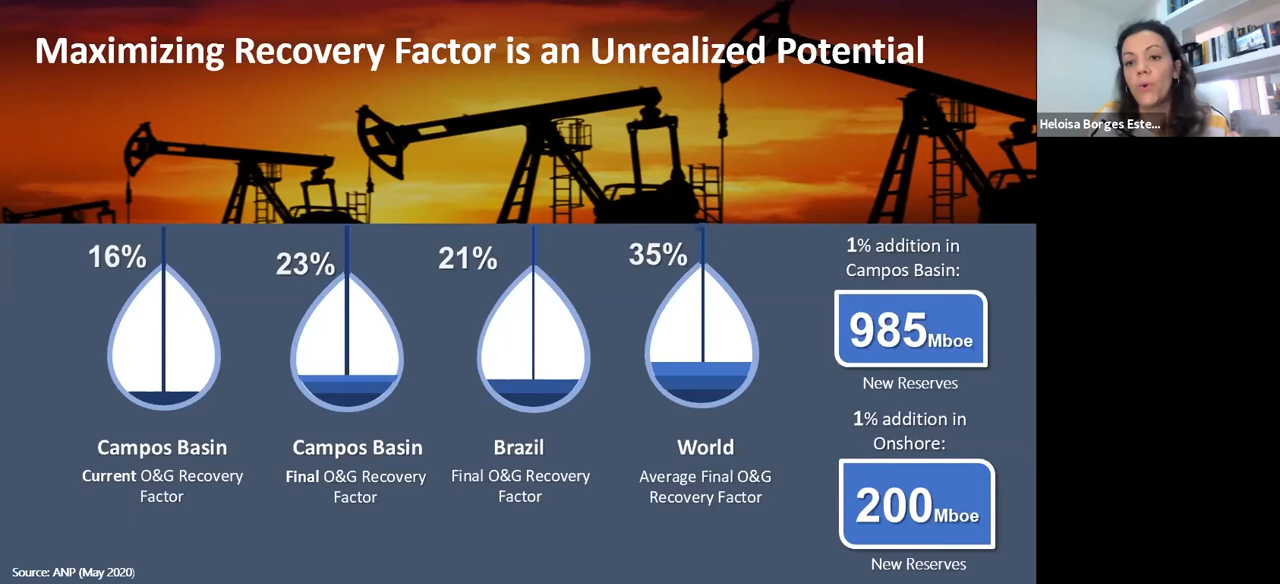 Maximizing Recovery Factor is an Unrealized Potential
Heloisa Borges Este...
16%
23%
21%
35%
Campos Basin
Current O&G Recovery
Factor
Campos Basin
Final O&G Recovery
Factor
Brazil
Final O&G Recovery
Factor
World
Average Final O&G
Recovery Factor
1% addition in
Campos Basin:
985Mboe
New Reserves
1% addition in
Onshore:
200Mboe
New Reserves
Source: ANP (May 2020)